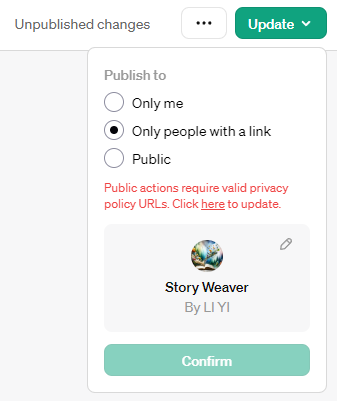 Unpublished changes
Update
Publish to
Only me
Only people with a link
Public
Public actions require valid privacy
policy URLs. Click here to update.
Story Weaver
By LI YI
Confirm